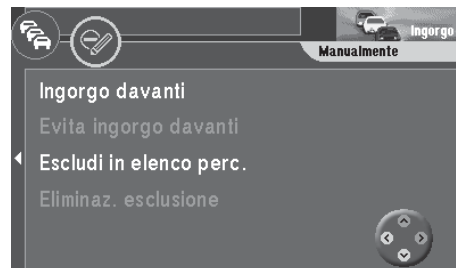 Ingorgo
Manualmente
Ingorgo davanti
Evita ingorgo davanti
Escludi in elenco perc.
Eliminaz. esclusione